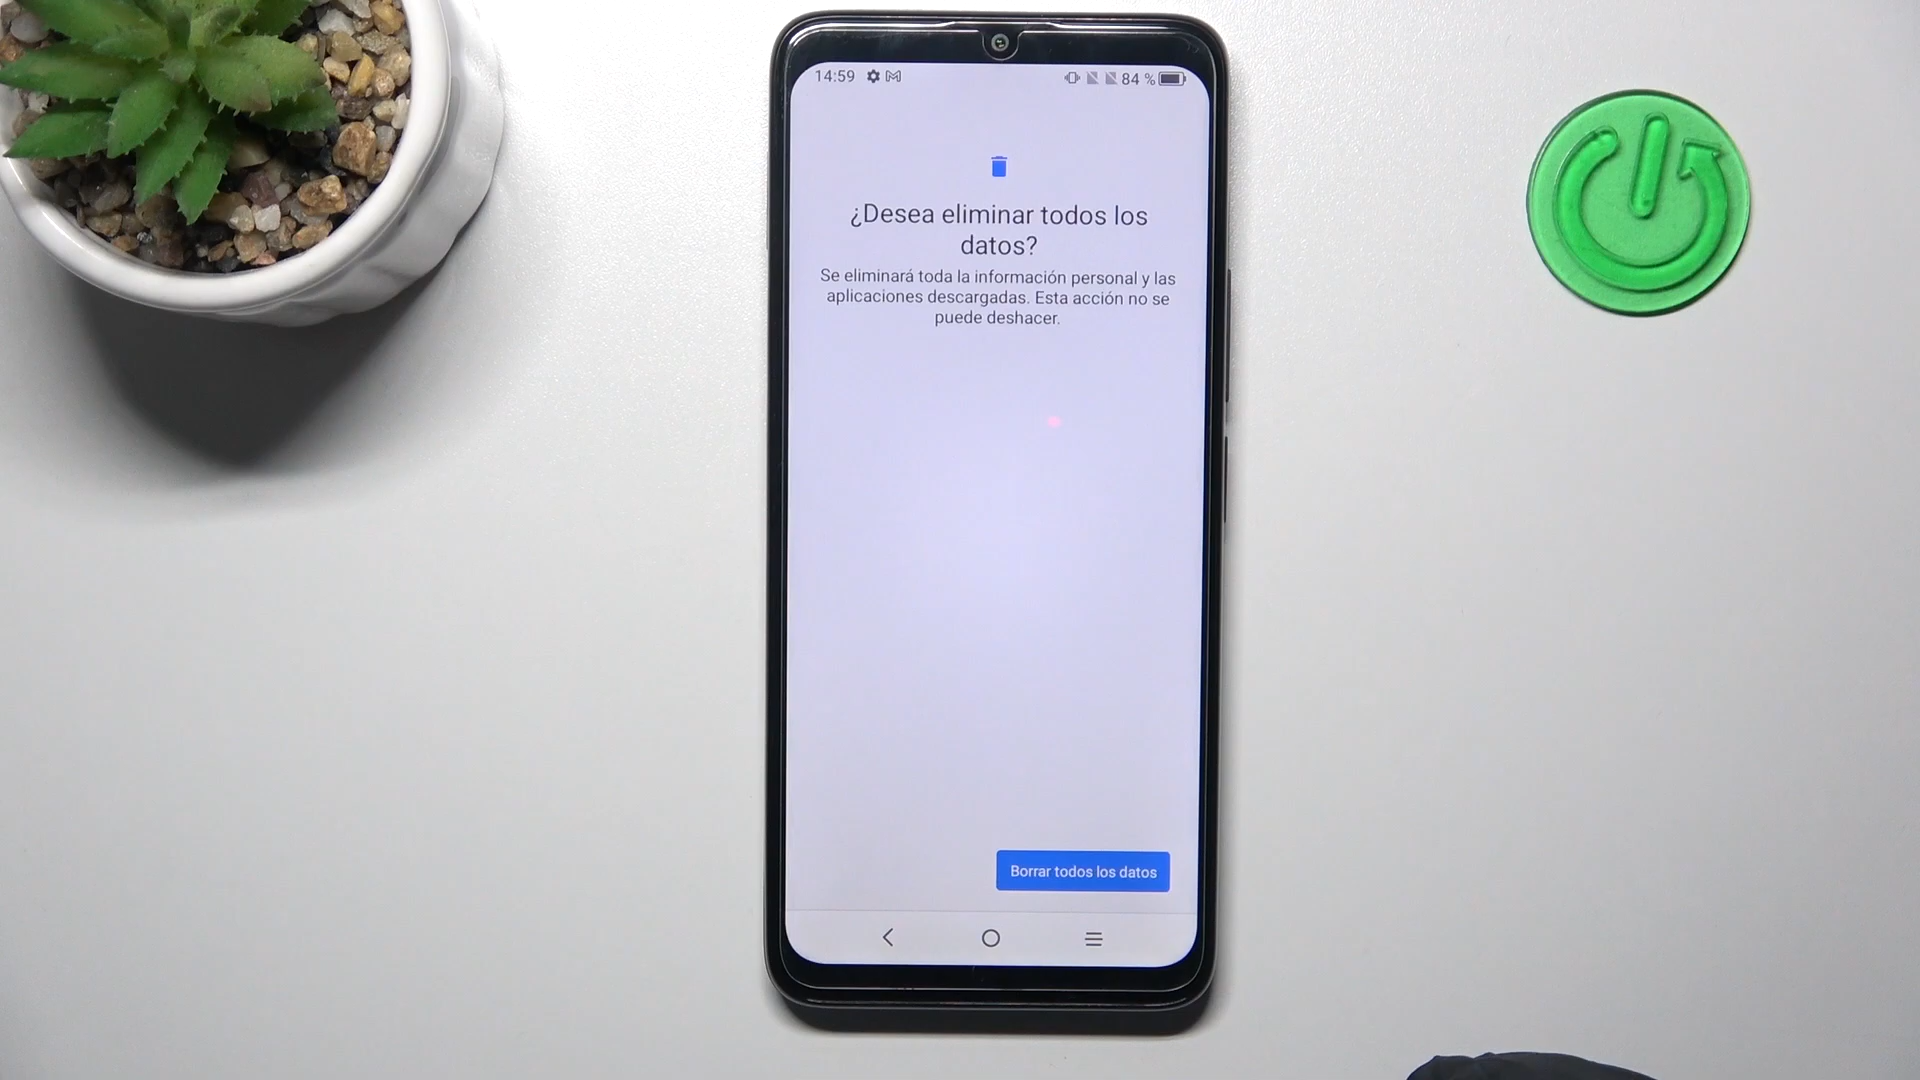 14:59 84 %
¿Desea eliminar todos los
datos?
Se eliminará toda la información personal y las
aplicaciones descargadas. Esta acción no se
puede deshacer.
Borrar todos los datos